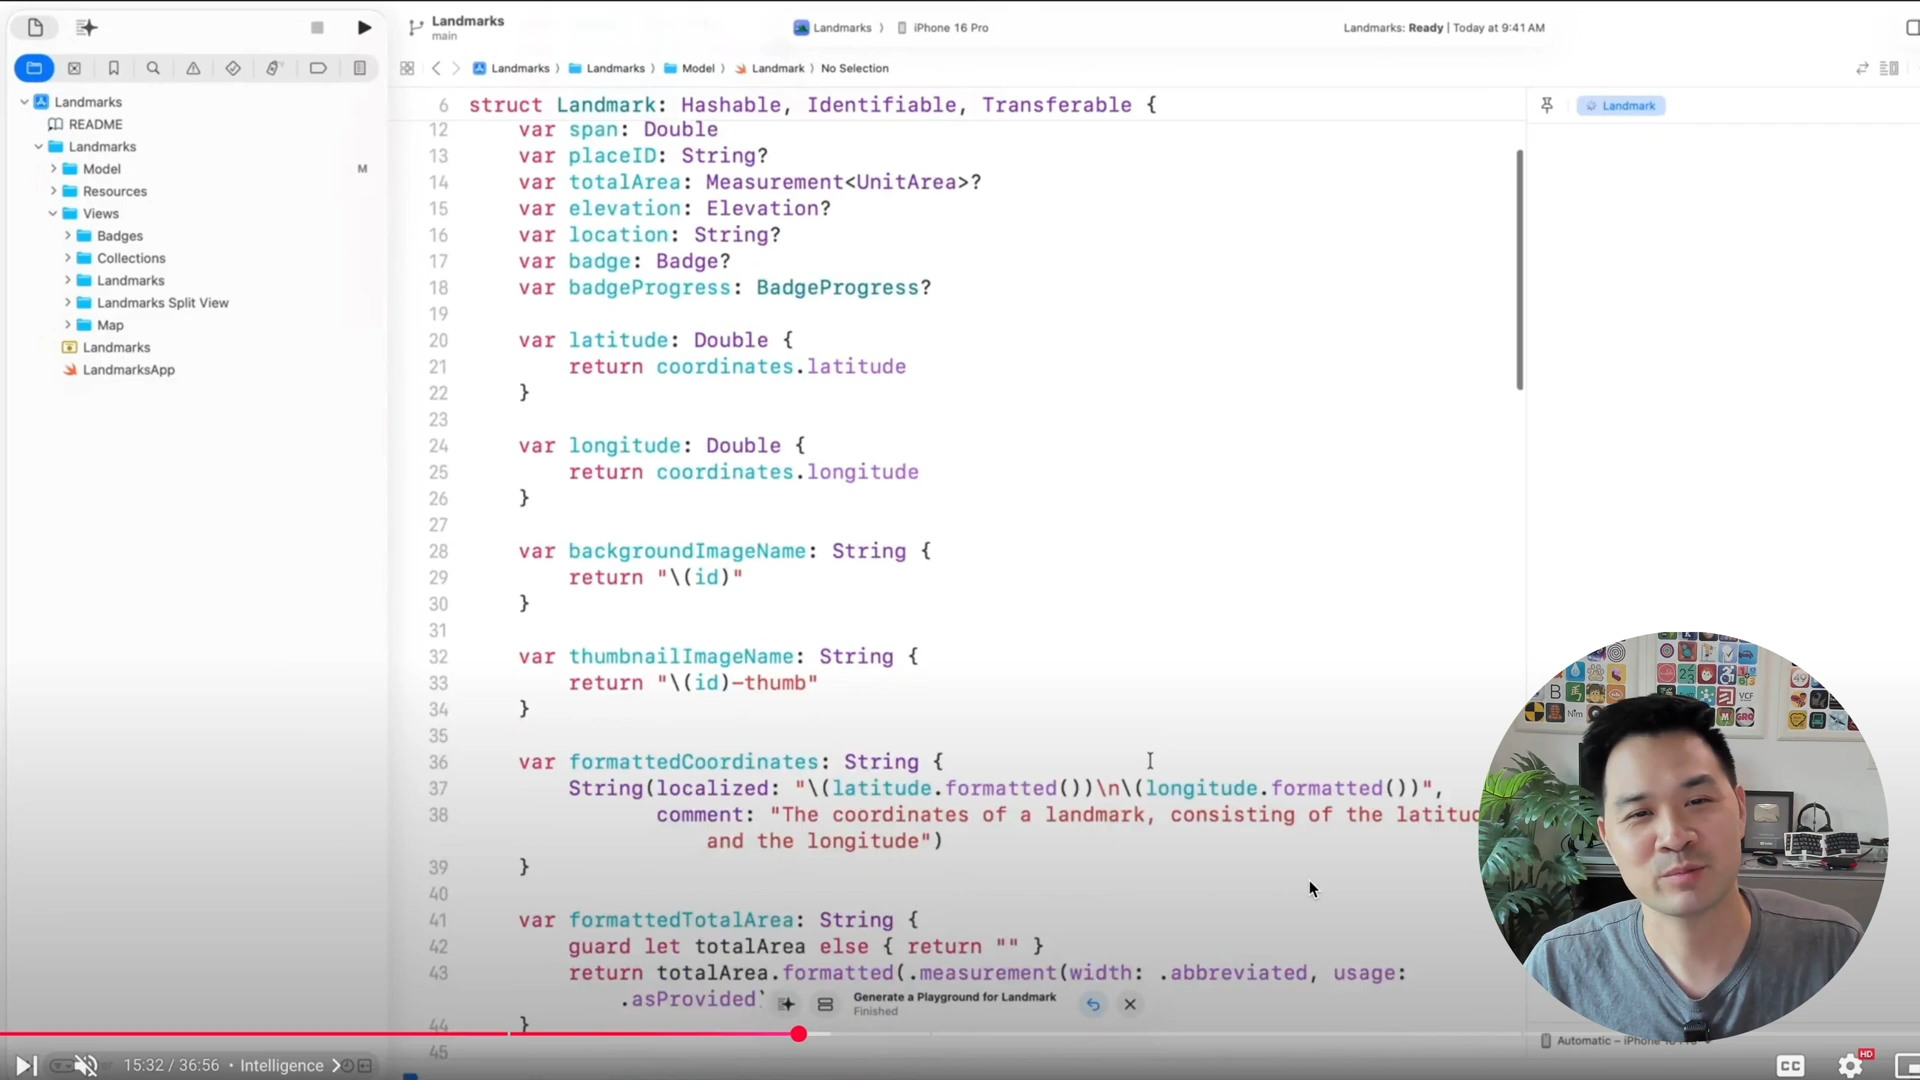 Landmarks
main
Landmarks
iPhone 16 Pro
Landmarks: Ready | Today at 9:41 AM
Landmarks
Landmarks
Model
Landmark
No Selection
Landmarks
README
Landmarks
Model M
Resources
Views
Badges
Collections
Landmarks
Landmarks Split View
Map
Landmarks
LandmarksApp
6 struct Landmark: Hashable, Identifiable, Transferable {
12 var span: Double
13 var placeID: String?
14 var totalArea: Measurement<UnitArea>?
15 var elevation: Elevation?
16 var location: String?
17 var badge: Badge?
18 var badgeProgress: BadgeProgress?
19
20 var latitude: Double {
21 return coordinates.latitude
22 }
23
24 var longitude: Double {
25 return coordinates.longitude
26 }
27
28 var backgroundImageName: String {
29 return "\(id)"
30 }
31
32 var thumbnailImageName: String {
33 return "\(id)-thumb"
34 }
35
36 var formattedCoordinates: String {
37 String(localized: "\(latitude.formatted())\n\(longitude.formatted())",
38 comment: "The coordinates of a landmark, consisting of the
and the longitude")
39 }
40
41 var formattedTotalArea: String {
42 guard let totalArea else { return "" }
43 return totalArea.formatted(.measurement(width: .abbreviated, usage:
.asProvided
44 }
45
Generate a Playground for Landmark
Finished
Landmark
VCF
Nim
GRO
49
23
B
Automatic – iPhone
15:32 / 36:56 • Intelligence
CC
HD